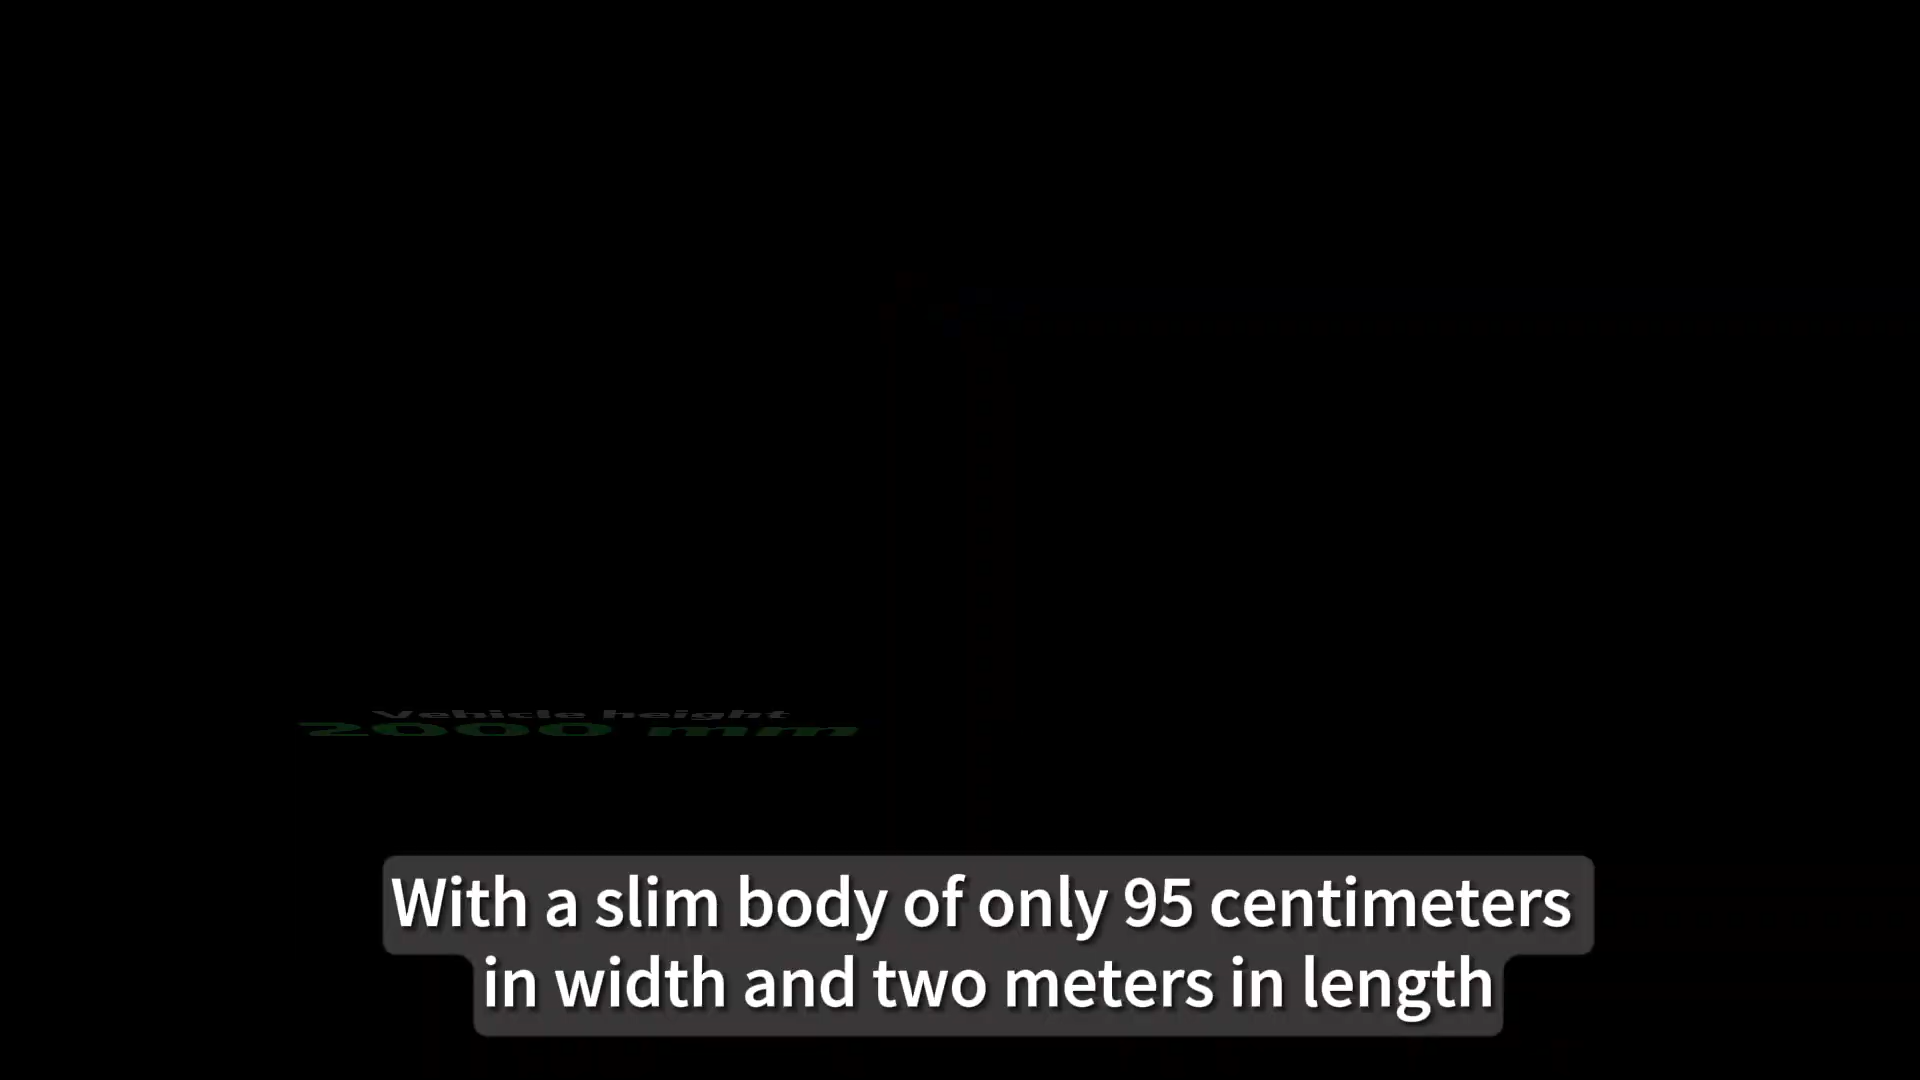 Vehicle height
2000 mm
With a slim body of only 95 centimeters
in width and two meters in length